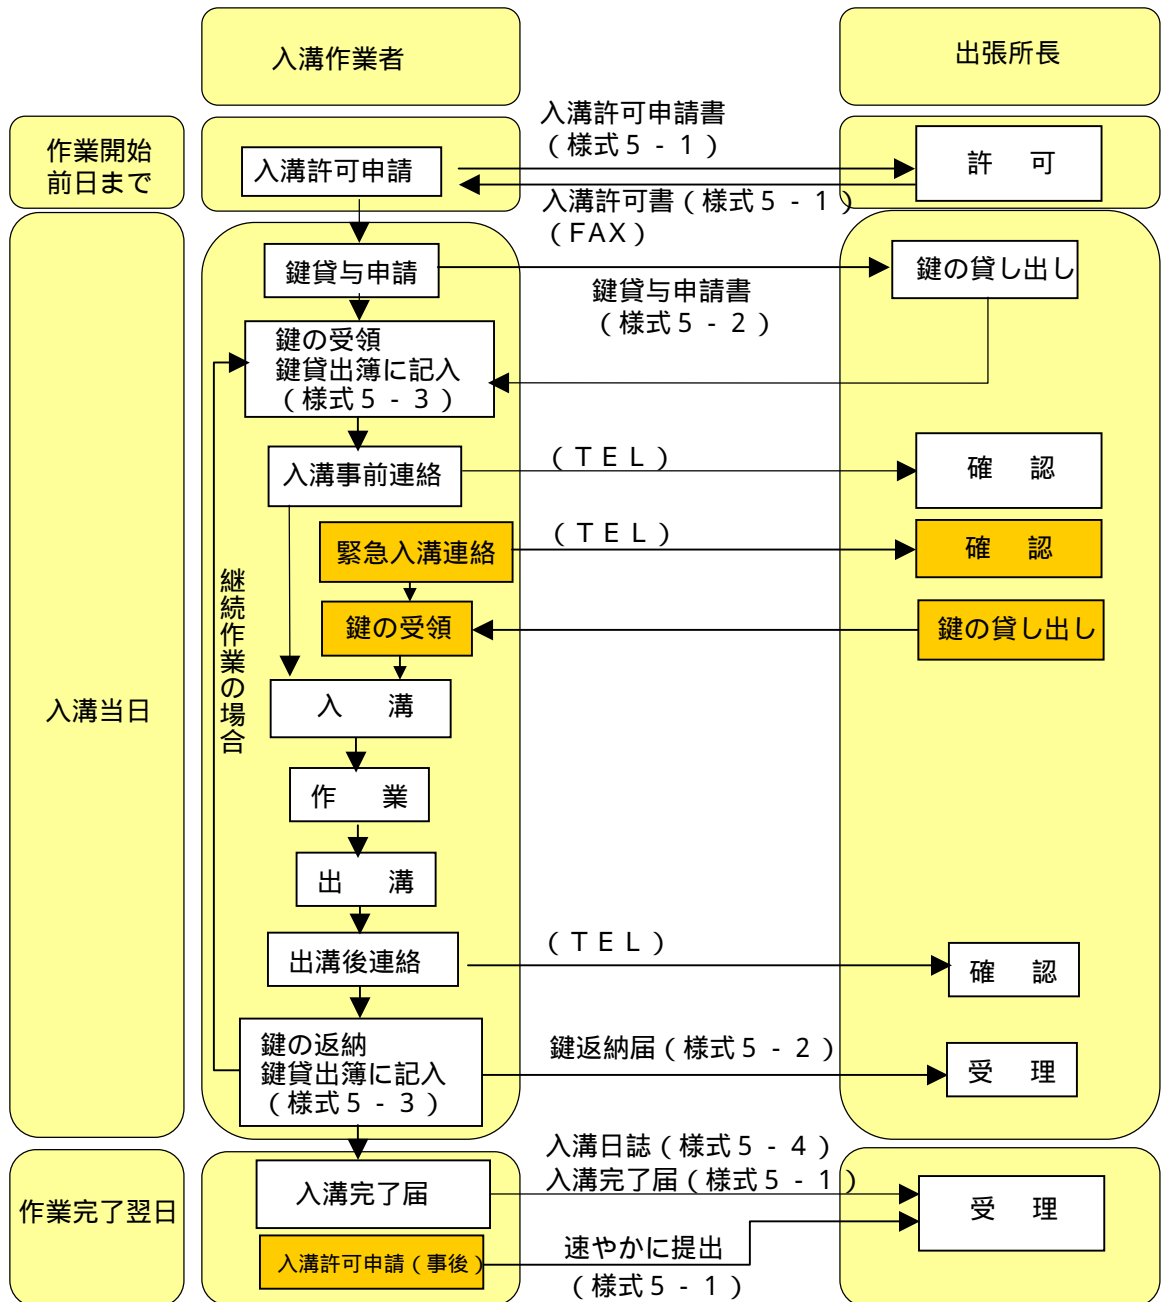 入溝作業者
出張所長
作業開始
前日まで
入溝許可申請
入溝許可申請書
(様式5-1)
許 可
入溝許可書(様式5-1)
(FAX)
入溝当日
鍵貸与申請
鍵貸与申請書
(様式5-2)
鍵の貸し出し
鍵の受領
鍵貸出簿に記入
(様式5-3)
入溝事前連絡
(TEL)
確 認
緊急入溝連絡
(TEL)
確 認
鍵の受領
鍵の貸し出し
継続作業の場合
入 溝
作 業
出 溝
出溝後連絡
(TEL)
確 認
鍵の返納
鍵貸出簿に記入
(様式5-3)
鍵返納届(様式5-2)
受 理
作業完了翌日
入溝完了届
入溝日誌(様式5-4)
入溝完了届(様式5-1)
受 理
入溝許可申請(事後)
速やかに提出
(様式5-1)